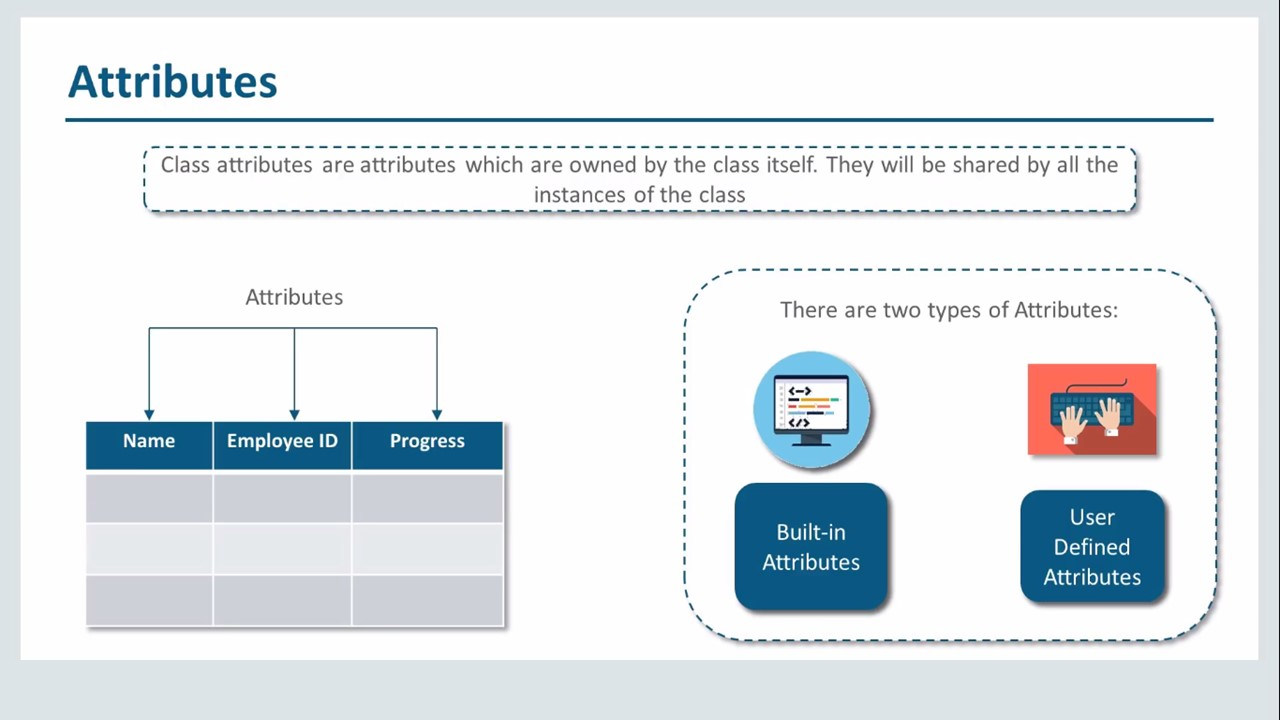 Attributes
Class attributes are attributes which are owned by the class itself. They will be shared by all the
instances of the class
Attributes
Name Employee ID Progress
There are two types of Attributes:
Built-in
Attributes
User
Defined
Attributes